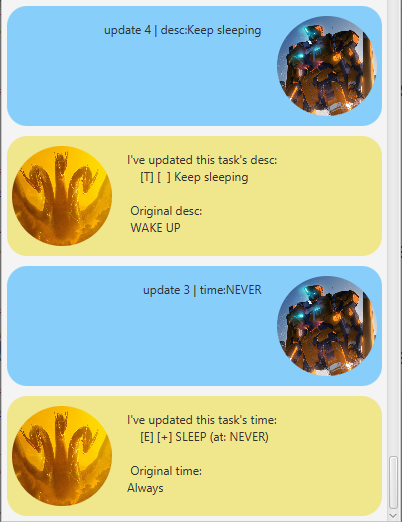 update 4 | desc:Keep sleeping
I've updated this task's desc:
[T] [  ] Keep sleeping
Original desc:
WAKE UP
update 3 | time:NEVER
I've updated this task's time:
[E] [+] SLEEP (at: NEVER)
Original time:
Always